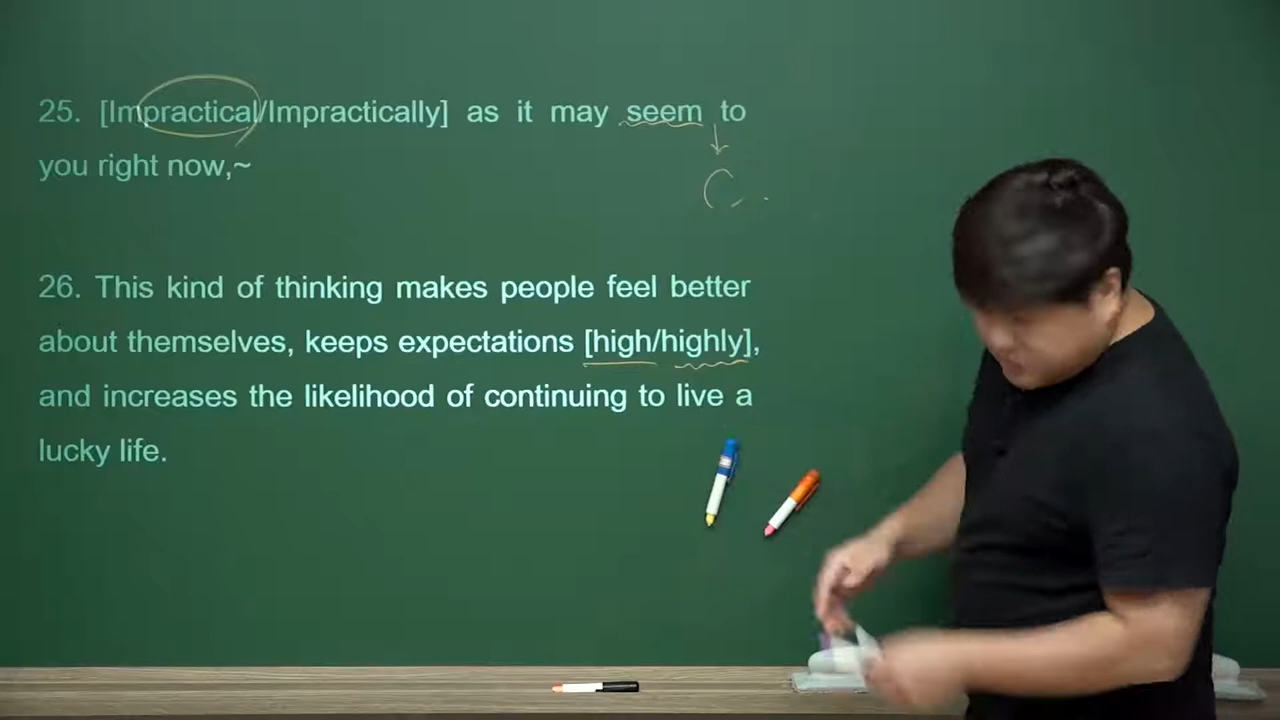 25. [Impractical/Impractically] as it may seem to
you right now,~
C..
26. This kind of thinking makes people feel better
about themselves, keeps expectations [high/highly],
and increases the likelihood of continuing to live a
lucky life.